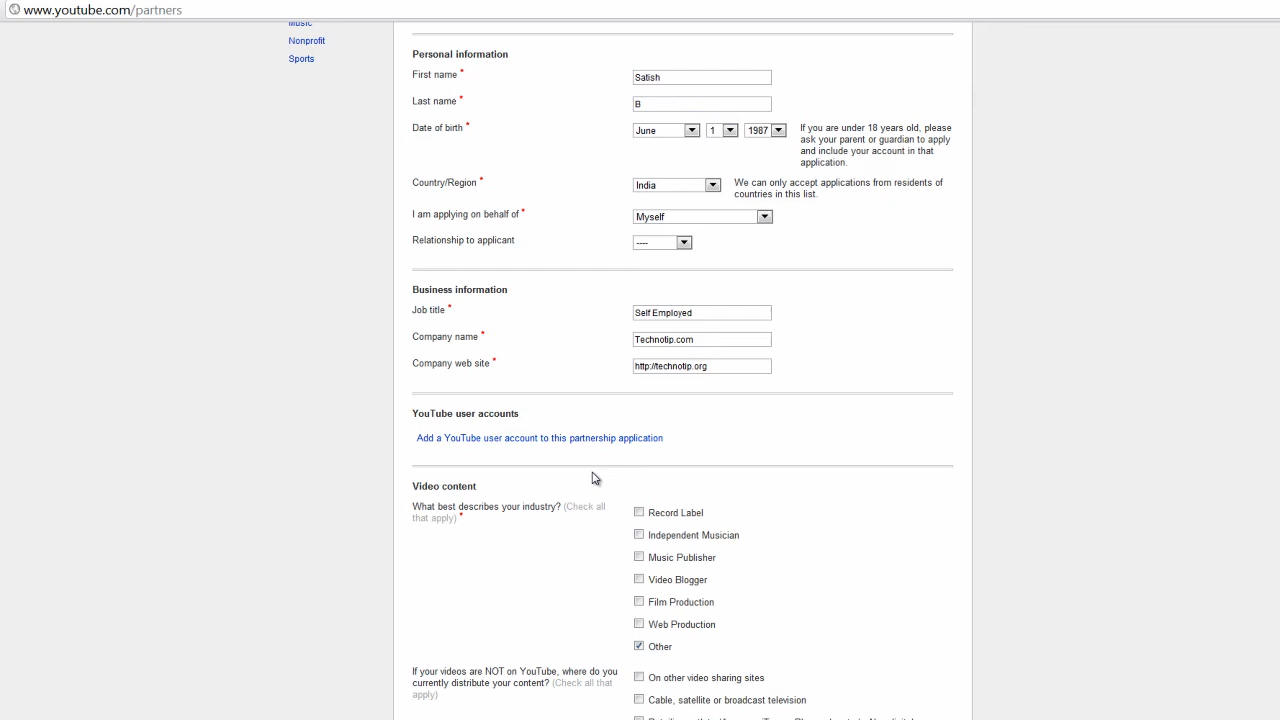 www.youtube.com/partners
Music
Nonprofit
Sports
Personal information
First name *
Satish
Last name *
B
Date of birth *
June 1 1987
If you are under 18 years old, please
ask your parent or guardian to apply
and include your account in that
application.
Country/Region *
India
We can only accept applications from residents of
countries in this list.
I am applying on behalf of *
Myself
Relationship to applicant
----
Business information
Job title *
Self Employed
Company name *
Technotip.com
Company web site *
http://technotip.org
YouTube user accounts
Add a YouTube user account to this partnership application
Video content
What best describes your industry? (Check all
that apply) *
Record Label
Independent Musician
Music Publisher
Video Blogger
Film Production
Web Production
Other
If your videos are NOT on YouTube, where do you
currently distribute your content? (Check all that
apply)
On other video sharing sites
Cable, satellite or broadcast television